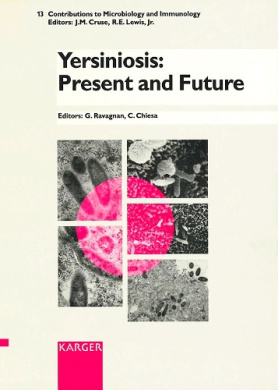 13 Contributions to Microbiology and Immunology
Editors: J.M. Cruse, R.E. Lewis, Jr.
Yersiniosis:
Present and Future
Editors: G. Ravagnan, C. Chiesa
KARGER